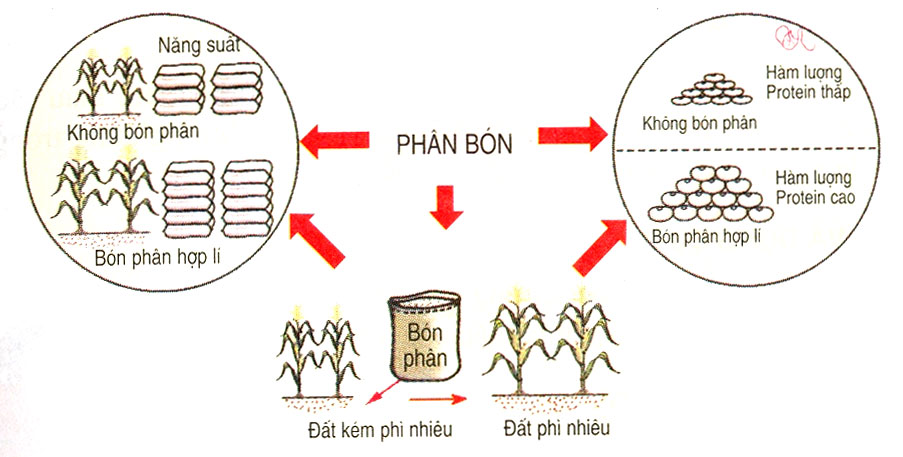 Năng suất
Không bón phân
Bón phân hợp lí
PHÂN BÓN
Hàm lượng
Protein thấp
Không bón phân
Hàm lượng
Protein cao
Bón phân hợp lí
Bón
phân
Đất kém phì nhiêu
Đất phì nhiêu